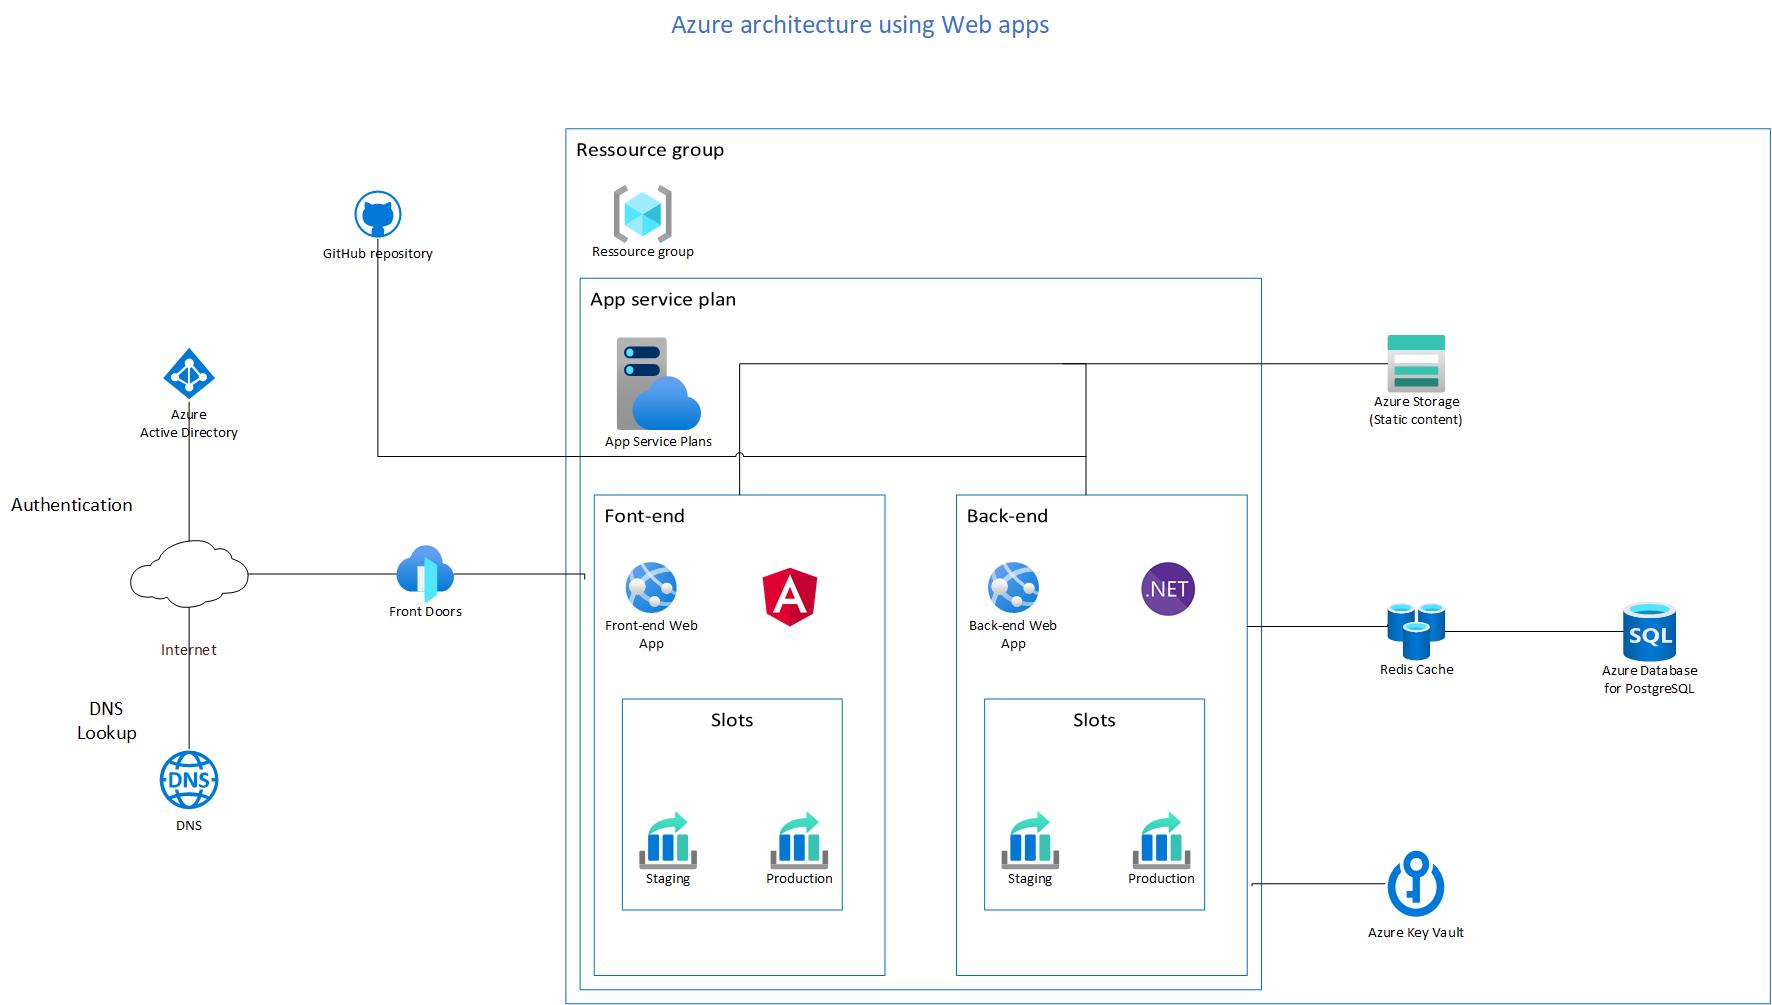 Azure architecture using Web apps
Ressource group
Ressource group
GitHub repository
App service plan
App Service Plans
Azure Storage
(Static content)
Azure
Active Directory
Authentication
Internet
Front Doors
Font-end
Front-end Web
App
A
Back-end
Back-end Web
App
.NET
Redis Cache
SQL
Azure Database
for PostgreSQL
DNS
Lookup
DNS
DNS
Slots
Staging
Production
Slots
Staging
Production
Azure Key Vault